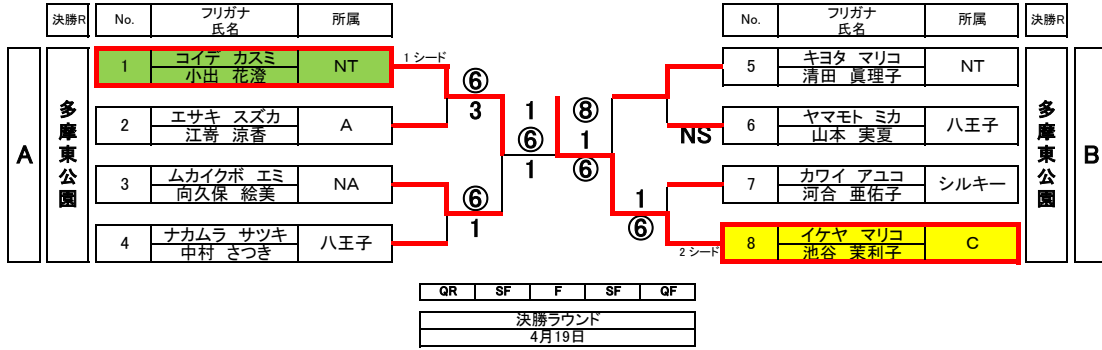 決勝R No. フリガナ 氏名 所属
No. フリガナ 氏名 所属 決勝R
A
多摩東公園
1 コイデ カスミ 小出 花澄 NT
1シード
2 エサキ スズカ 江嵜 涼香 A
3 ムカイクボ エミ 向久保 絵美 NA
4 ナカムラ サツキ 中村 さつき 八王子
⑥
3
⑥
1
1
⑥
1
⑧
1
⑥
NS
1
⑥
5 キヨタ マリコ 清田 眞理子 NT
6 ヤマモト ミカ 山本 実夏 八王子
7 カワイ アユコ 河合 亜佑子 シルキー
2シード
8 イケヤ マリコ 池谷 茉利子 C
多摩東公園
B
QR SF F SF QF
決勝ラウンド
4月19日